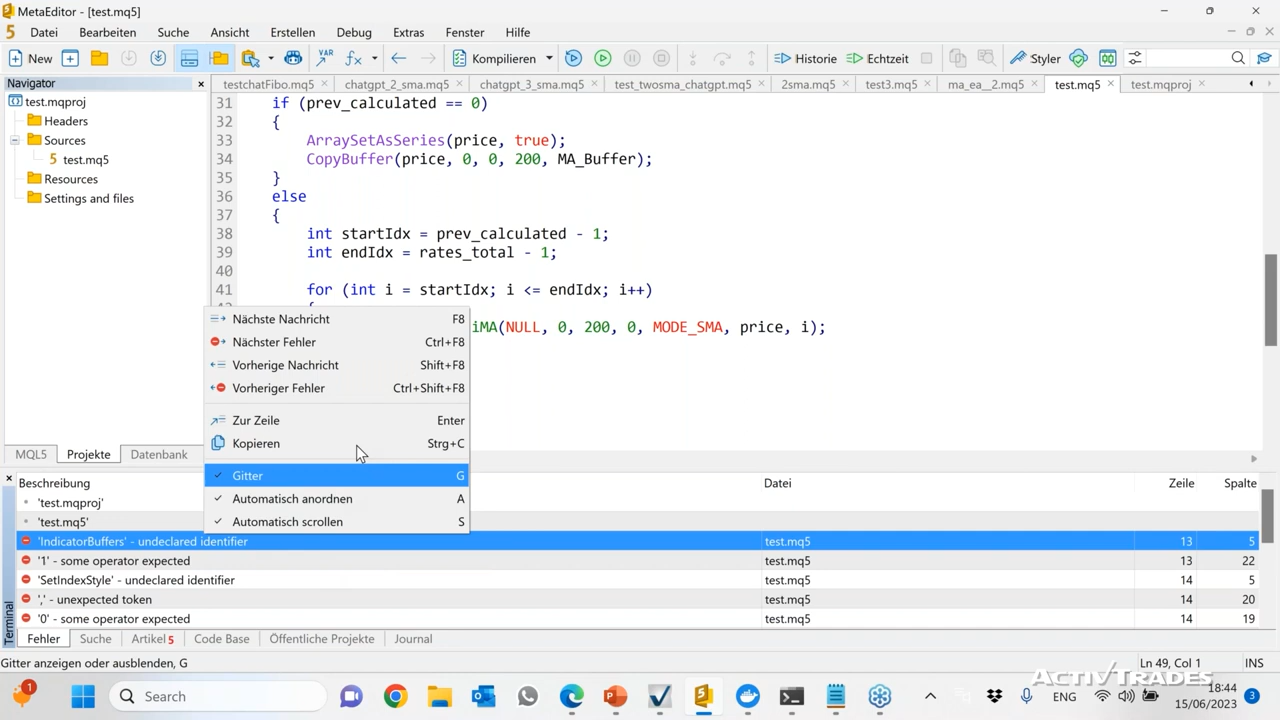 MetaEditor - [test.mq5]
5 Datei Bearbeiten Suche Ansicht Erstellen Debug Extras Fenster Hilfe
New VAR fx Kompilieren Historie Echtzeit Styler
Navigator × testchatFibo.mq5 × chatgpt_2_sma.mq5 × chatgpt_3_sma.mq5 × test_twosma_chatgpt.mq5 × 2sma.mq5 × test3.mq5 × ma_ea__2.mq5 × test.mq5 × test.mqproj ×
test.mqproj
Headers
Sources
5 test.mq5
Resources
Settings and files
MQL5 Projekte Datenbank
31 if (prev_calculated == 0)
32 {
33 ArraySetAsSeries(price, true);
34 CopyBuffer(price, 0, 0, 200, MA_Buffer);
35 }
36 else
37 {
38 int startIdx = prev_calculated - 1;
39 int endIdx = rates_total - 1;
40
41 for (int i = startIdx; i <= endIdx; i++)
iMA(NULL, 0, 200, 0, MODE_SMA, price, i);
Nächste Nachricht F8
Nächster Fehler Ctrl+F8
Vorherige Nachricht Shift+F8
Vorheriger Fehler Ctrl+Shift+F8
Zur Zeile Enter
Kopieren Strg+C
Gitter G
Automatisch anordnen A
Automatisch scrollen S
Beschreibung Datei Zeile Spalte
'test.mqproj'
'test.mq5'
'IndicatorBuffers' - undeclared identifier test.mq5 13 5
'1' - some operator expected test.mq5 13 22
'SetIndexStyle' - undeclared identifier test.mq5 14 5
',' - unexpected token test.mq5 14 20
'0' - some operator expected test.mq5 14 19
Terminal
Fehler Suche Artikel 5 Code Base Öffentliche Projekte Journal
Gitter anzeigen oder ausblenden, G Ln 49, Col 1 INS
ACTIVTRADES
1 Search ENG 18:44
15/06/2023 3